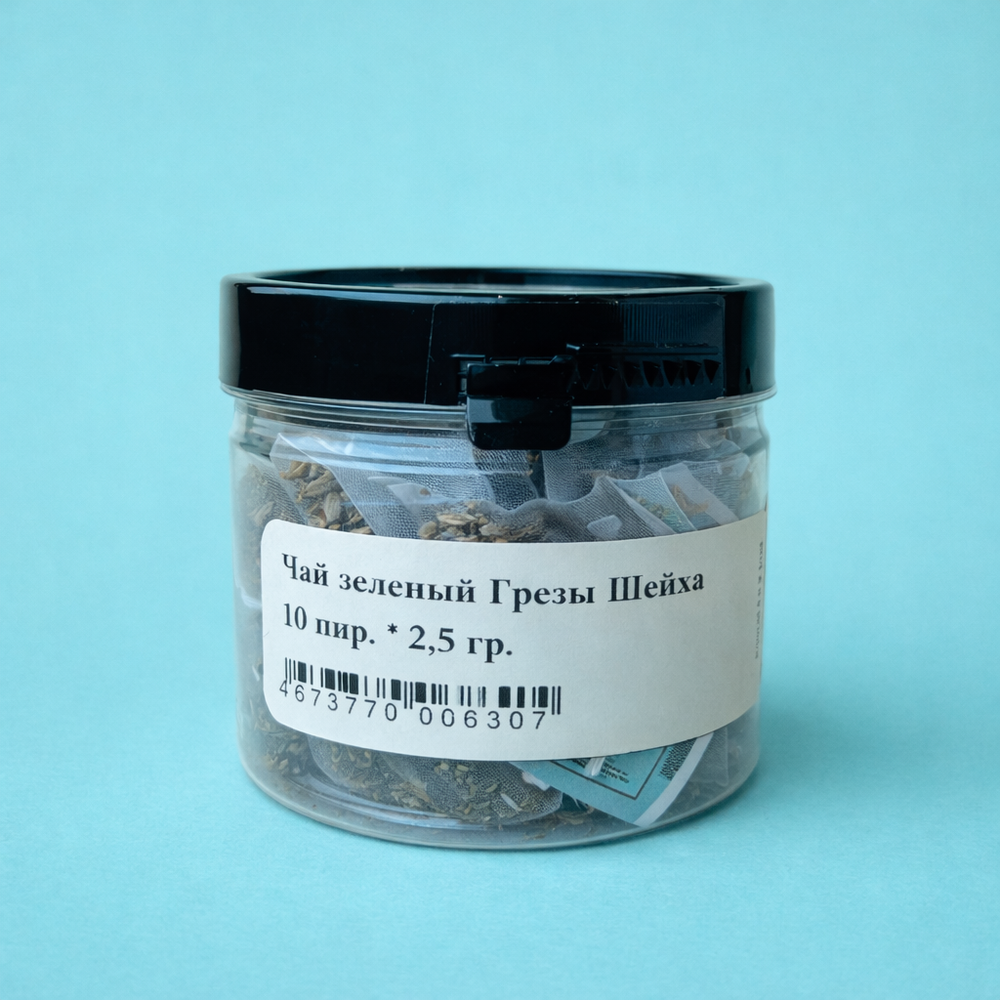 Чай зеленый Грезы Шейха
10 пир. * 2,5 гр.
4673770 006307